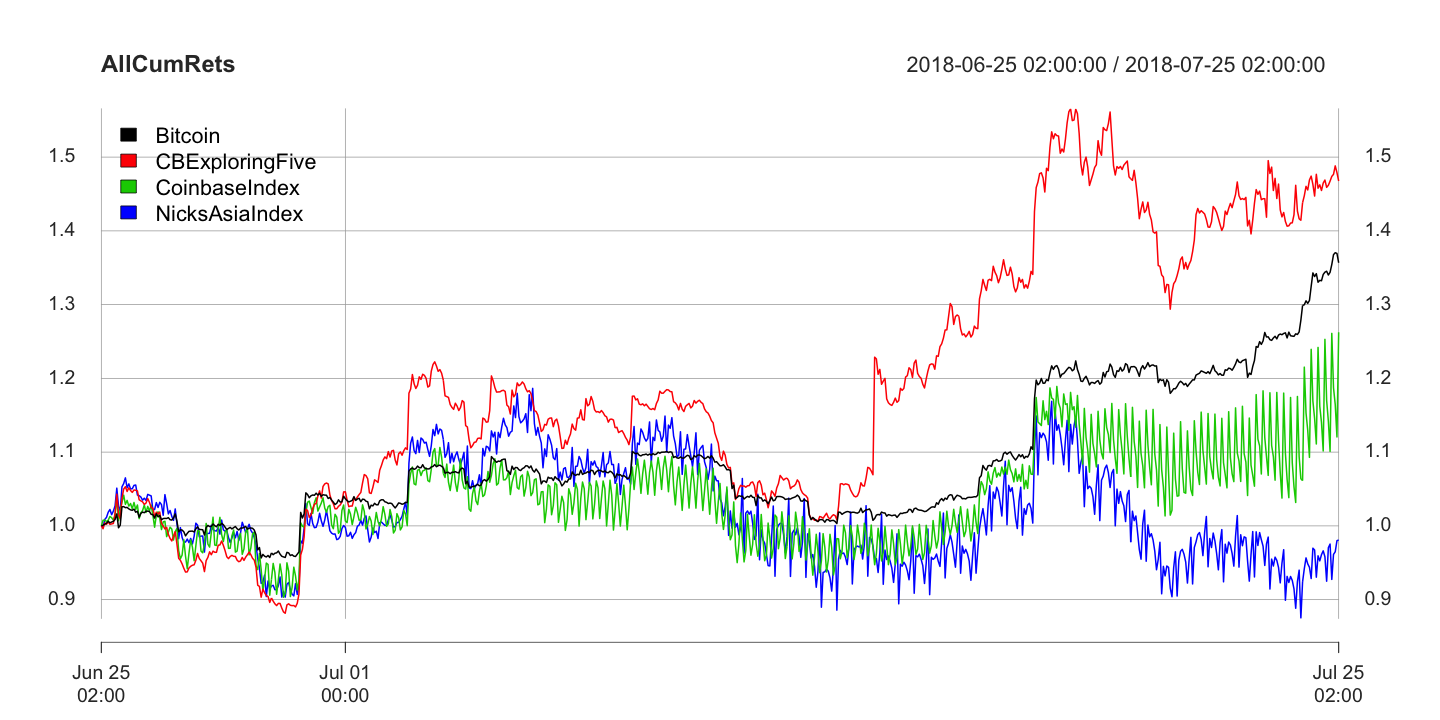 AllCumRets
2018-06-25 02:00:00 / 2018-07-25 02:00:00
Bitcoin
CBExploringFive
CoinbaseIndex
NicksAsiaIndex
1.5 1.5
1.4 1.4
1.3 1.3
1.2 1.2
1.1 1.1
1.0 1.0
0.9 0.9
Jun 25 Jul 01 Jul 25
02:00 00:00 02:00